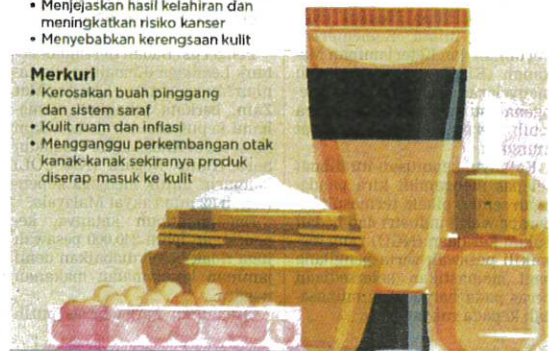 • Menjejaskan hasil kelahiran dan
meningkatkan risiko kanser
• Menyebabkan kerengsaan kulit
Merkuri
• Kerosakan buah pinggang
dan sistem saraf
• Kulit ruam dan inflasi
• Mengganggu perkembangan otak
kanak-kanak sekiranya produk
diserap masuk ke kulit